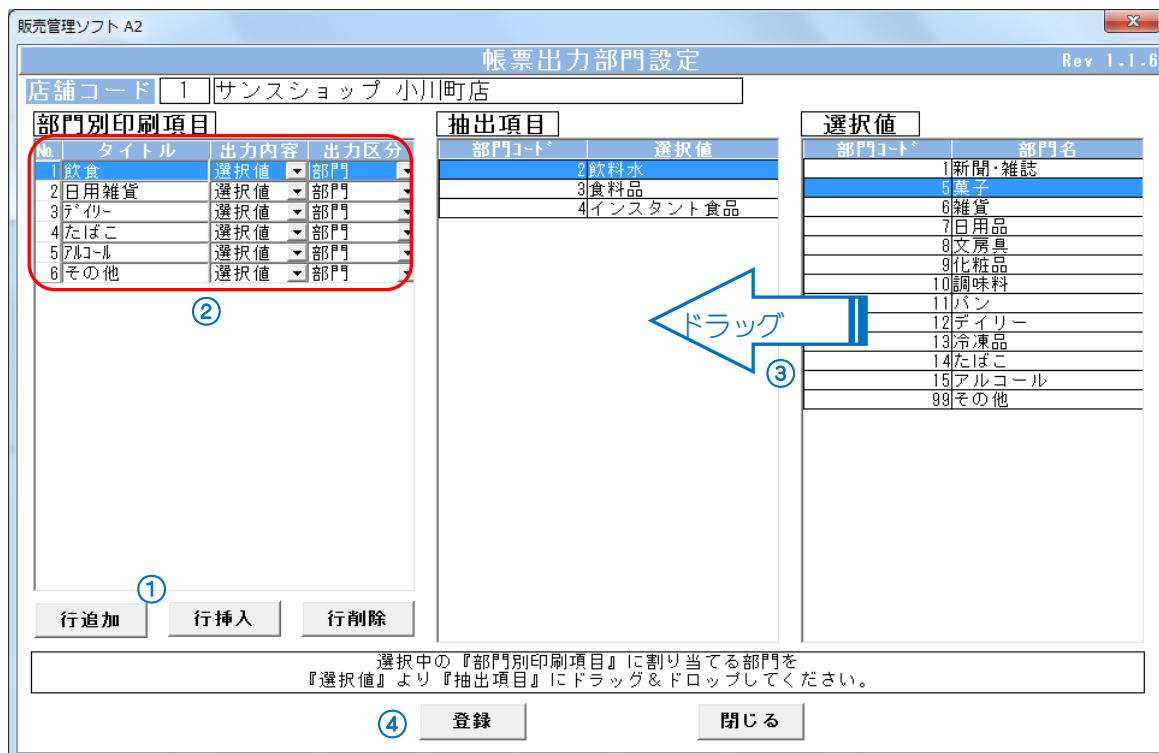 販売管理ソフト A2
帳票出力部門設定
Rev 1.1.6
店舗コード 1 サンスショップ 小川町店
部門別印刷項目
No. タイトル 出力内容 出力区分
1 飲食 選択値 部門
2 日用雑貨 選択値 部門
3 ﾃﾞｲﾘｰ 選択値 部門
4 たばこ 選択値 部門
5 ｱﾙｺｰﾙ 選択値 部門
6 その他 選択値 部門
②
①
行追加 行挿入 行削除
抽出項目
部門ｺｰﾄﾞ 選択値
2 飲料水
3 食料品
4 インスタント食品
ドラッグ
③
選択値
部門ｺｰﾄﾞ 部門名
1 新聞・雑誌
5 菓子
6 雑貨
7 日用品
8 文房具
9 化粧品
10 調味料
11 パン
12 デイリー
13 冷凍品
14 たばこ
15 アルコール
99 その他
選択中の『部門別印刷項目』に割り当てる部門を
『選択値』より『抽出項目』にドラッグ＆ドロップしてください。
④ 登録 閉じる